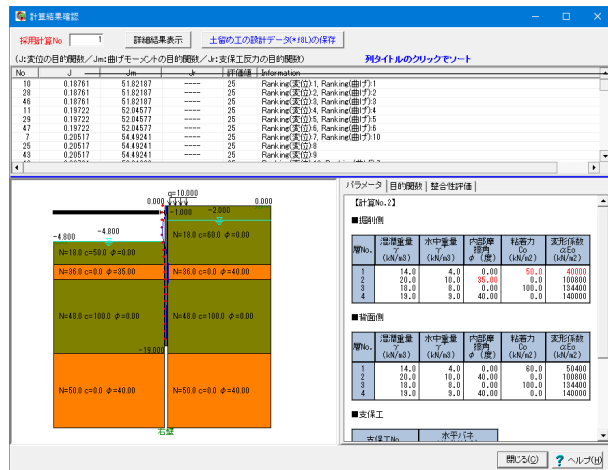 計算結果確認
採用計算No 1 詳細結果表示 土留め工の設計データ(*.f8L)の保存
(J:変位の目的関数/Jm:曲げモーメントの目的関数/Jr:支保工反力の目的関数) 列タイトルのクリックでソート
No J Jm Jr 評価値 Information
10 0.18761 51.82187 ---- 25 Ranking(変位):1, Ranking(曲げ):1
28 0.18761 51.82187 ---- 25 Ranking(変位):2, Ranking(曲げ):2
46 0.18761 51.82187 ---- 25 Ranking(変位):3, Ranking(曲げ):3
11 0.19722 52.04577 ---- 25 Ranking(変位):4, Ranking(曲げ):4
29 0.19722 52.04577 ---- 25 Ranking(変位):5, Ranking(曲げ):5
47 0.19722 52.04577 ---- 25 Ranking(変位):6, Ranking(曲げ):6
7 0.20517 54.49241 ---- 25 Ranking(変位):7, Ranking(曲げ):10
25 0.20517 54.49241 ---- 25 Ranking(変位):8
43 0.20517 54.49241 ---- 25 Ranking(変位):9
q=10.000
0.000 0.000
-1.000 -2.000
-4.800 -4.800
N=18.0 c=50.0 φ=0.00 N=18.0 c=60.0 φ=0.00
N=36.0 c=0.0 φ=35.00 N=36.0 c=0.0 φ=40.00
N=48.0 c=100.0 φ=0.00 N=48.0 c=100.0 φ=0.00
-19.000
N=50.0 c=0.0 φ=40.00 N=50.0 c=0.0 φ=40.00
右壁
パラメータ 目的関数 整合性評価
【計算No.2】
■掘削側
層No. 湿潤重量 γ (kN/m3) 水中重量 γ (kN/m3) 内部摩擦角 φ (度) 粘着力 Co (kN/m2) 変形係数 αEo (kN/m2)
1 14.0 4.0 0.00 50.0 40000
2 20.0 10.0 35.00 0.0 100800
3 18.0 8.0 0.00 100.0 134400
4 19.0 9.0 40.00 0.0 140000
■背面側
層No. 湿潤重量 γ (kN/m3) 水中重量 γ (kN/m3) 内部摩擦角 φ (度) 粘着力 Co (kN/m2) 変形係数 αEo (kN/m2)
1 14.0 4.0 0.00 60.0 50400
2 20.0 10.0 40.00 0.0 100800
3 18.0 8.0 0.00 100.0 134400
4 19.0 9.0 40.00 0.0 140000
■支保工
支保工No. 水平バネ
閉じる(C) ? ヘルプ(H)